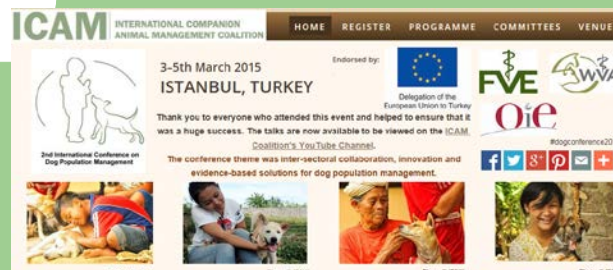 ICAM INTERNATIONAL COMPANION
ANIMAL MANAGEMENT COALITION
HOME REGISTER PROGRAMME COMMITTEES VENUE
3-5th March 2015
ISTANBUL, TURKEY
Endorsed by:
Delegation of the
European Union to Turkey
FVE
WVA
Oie
Thank you to everyone who attended this event and helped to ensure that it
was a huge success. The talks are now available to be viewed on the ICAM
Coalition's YouTube Channel.
The conference theme was inter-sectoral collaboration, innovation and
evidence-based solutions for dog population management.
2nd International Conference on
Dog Population Management
#dogconference20